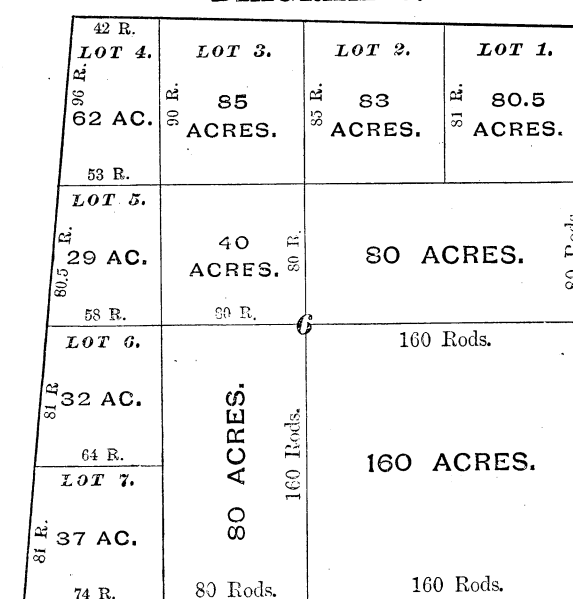 42 R.
LOT 4.
96 R.
62 AC.
53 R.
LOT 3.
90 R.
85
ACRES.
LOT 2.
85 R.
83
ACRES.
LOT 1.
81 R.
80.5
ACRES.
LOT 5.
80.5 R.
29 AC.
58 R.
40
ACRES.
80 R.
80 R.
80 ACRES.
80 Rods
6
160 Rods.
LOT 6.
81 R
32 AC.
64 R.
80 ACRES.
160 Rods.
160 ACRES.
LOT 7.
81 R.
37 AC.
74 R.
80 Rods.
160 Rods.